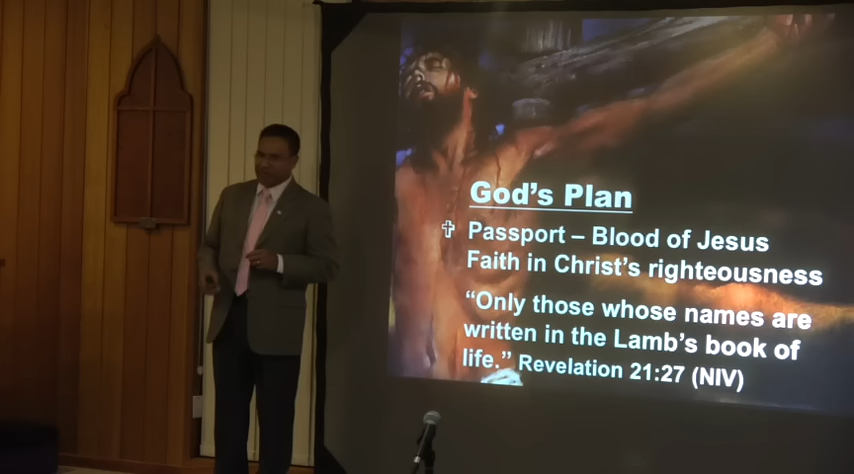 God's Plan
Passport – Blood of Jesus
Faith in Christ's righteousness
“Only those whose names are
written in the Lamb's book of
life.” Revelation 21:27 (NIV)